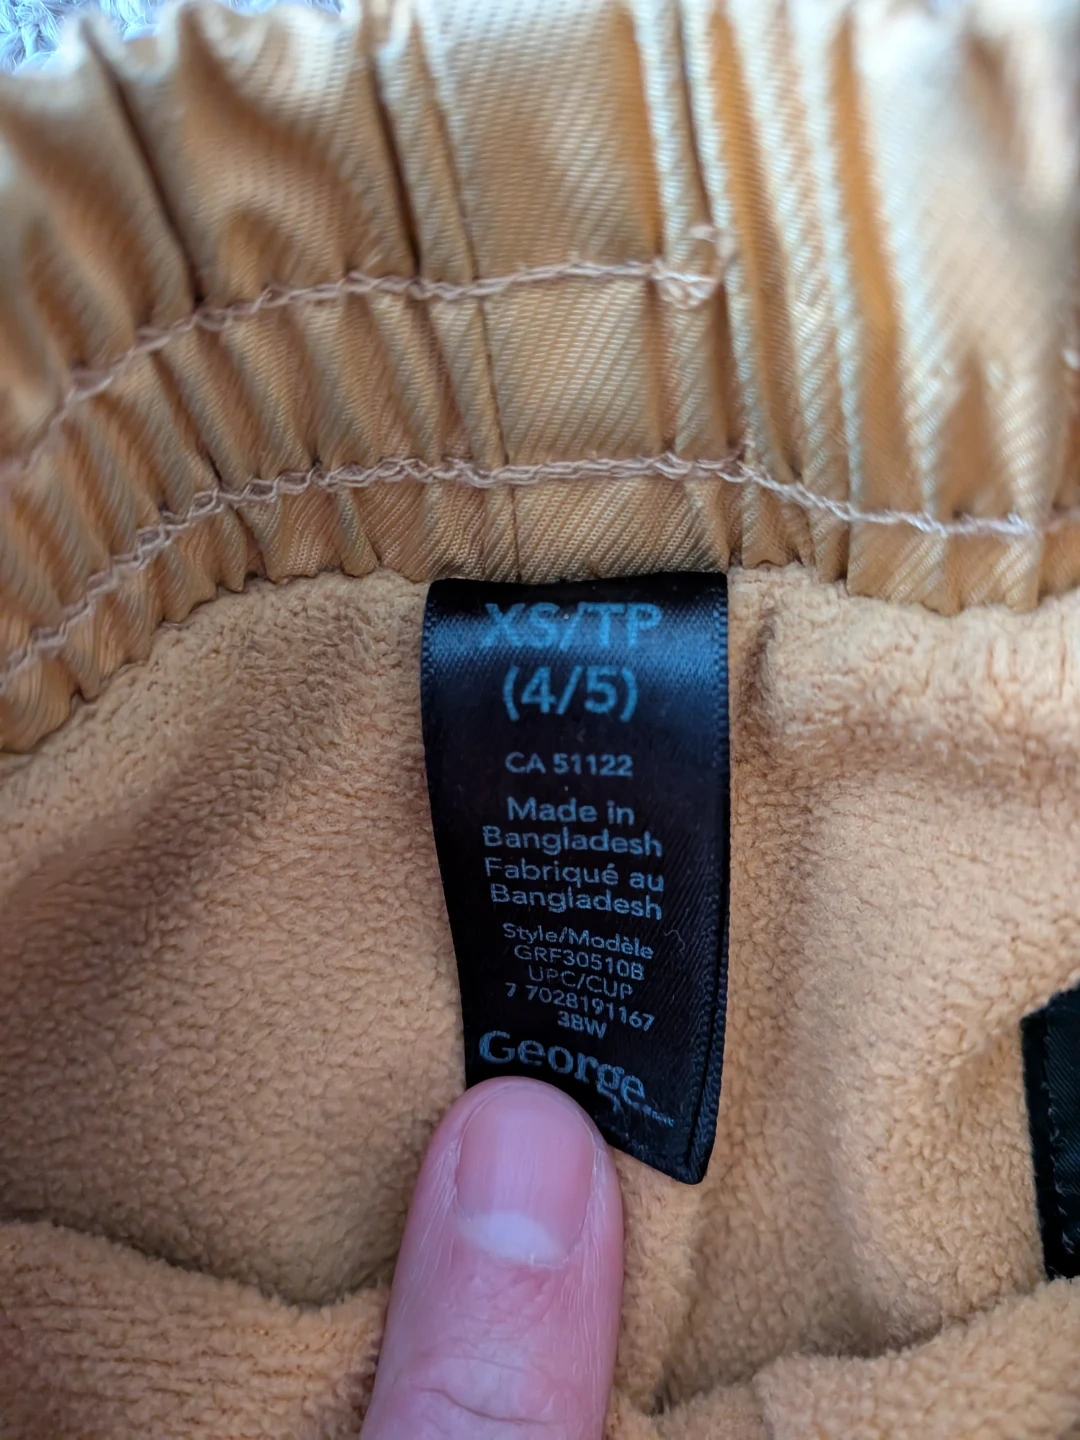 XS/TP
(4/5)
CA 51122
Made in
Bangladesh
Fabriqué au
Bangladesh
Style/Modèle
GRF30510B
UPC/CUP
7 7028191167
38W
George